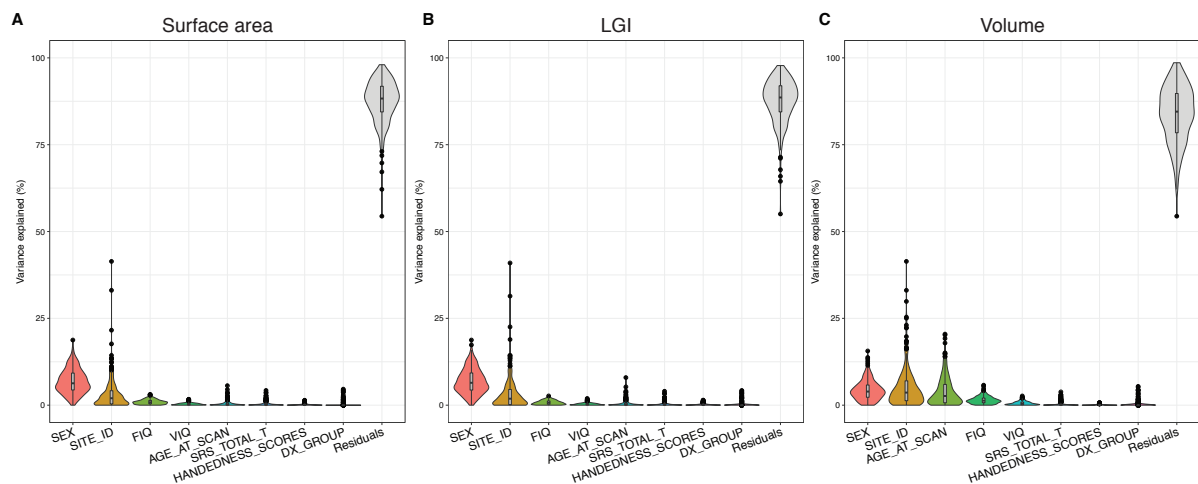 A Surface area
Variance explained (%)
100
75
50
25
0
SEX
SITE_ID
FIQ
VIQ
AGE_AT_SCAN
SRS_TOTAL_T
HANDEDNESS_SCORES
DX_GROUP
Residuals
B LGI
Variance explained (%)
100
75
50
25
0
SEX
SITE_ID
FIQ
VIQ
AGE_AT_SCAN
SRS_TOTAL_T
HANDEDNESS_SCORES
DX_GROUP
Residuals
C Volume
Variance explained (%)
100
75
50
25
0
SEX
SITE_ID
AGE_AT_SCAN
FIQ
VIQ
SRS_TOTAL_T
HANDEDNESS_SCORES
DX_GROUP
Residuals